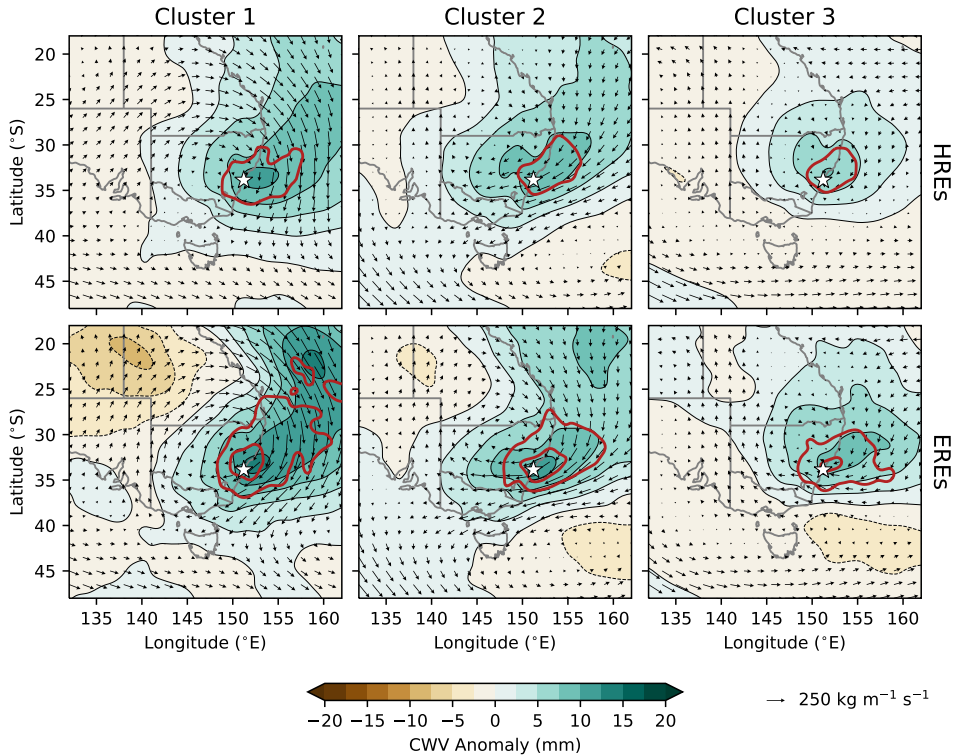 Cluster 1 Cluster 2 Cluster 3
20
25
30
35
40
45
Latitude (°S)
HREs
20
25
30
35
40
45
Latitude (°S)
EREs
135 140 145 150 155 160 135 140 145 150 155 160 135 140 145 150 155 160
Longitude (°E) Longitude (°E) Longitude (°E)
−20 −15 −10 −5 0 5 10 15 20
CWV Anomaly (mm)
250 kg m⁻¹ s⁻¹